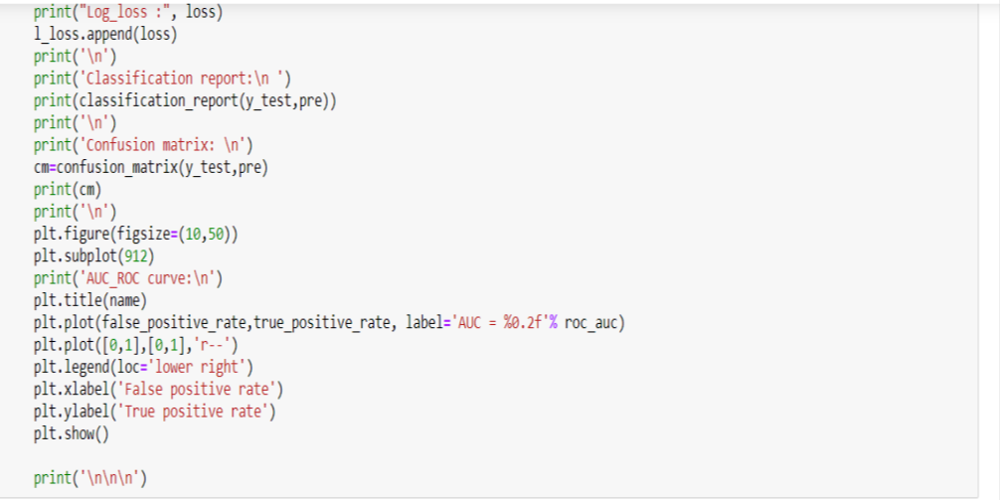 print("Log_loss :", loss)
l_loss.append(loss)
print('\n')
print('Classification report:\n ')
print(classification_report(y_test,pre))
print('\n')
print('Confusion matrix: \n')
cm=confusion_matrix(y_test,pre)
print(cm)
print('\n')
plt.figure(figsize=(10,50))
plt.subplot(912)
print('AUC_ROC curve:\n')
plt.title(name)
plt.plot(false_positive_rate,true_positive_rate, label='AUC = %0.2f'% roc_auc)
plt.plot([0,1],[0,1],'r--')
plt.legend(loc='lower right')
plt.xlabel('False positive rate')
plt.ylabel('True positive rate')
plt.show()
print('\n\n\n')